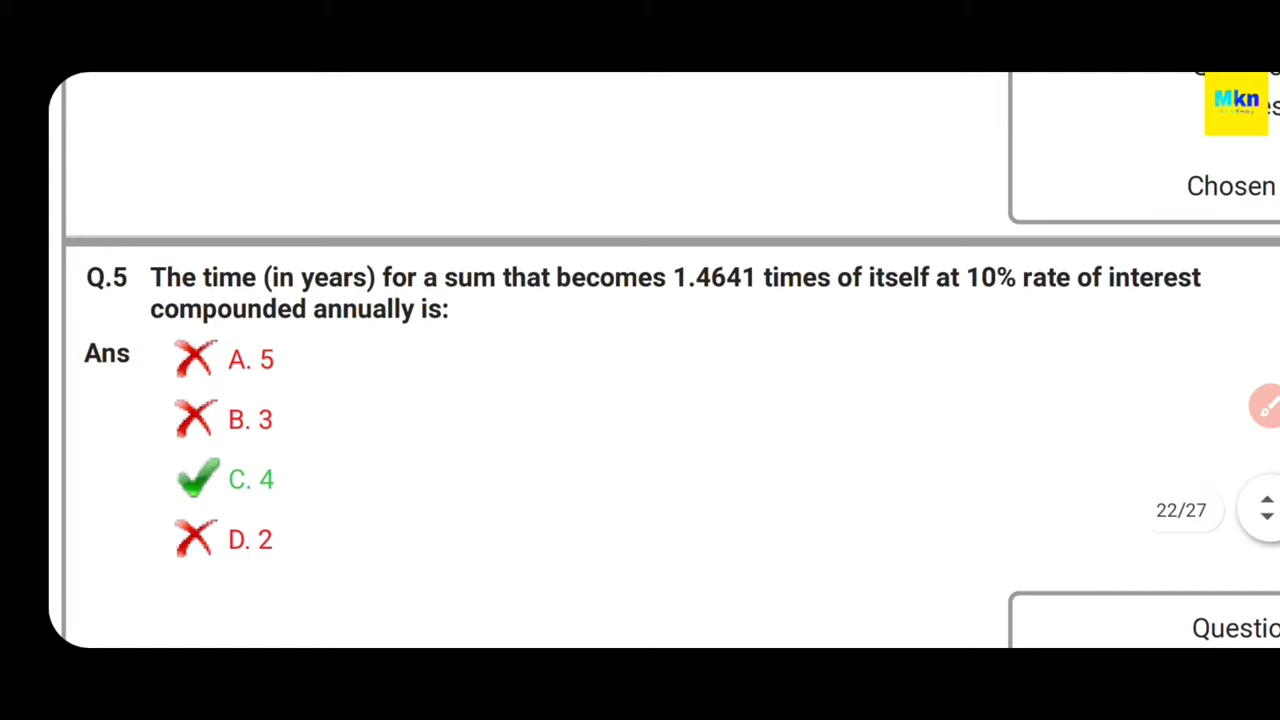 Mkn
Chosen
Q.5 The time (in years) for a sum that becomes 1.4641 times of itself at 10% rate of interest
compounded annually is:
Ans
A. 5
B. 3
C. 4
D. 2
22/27